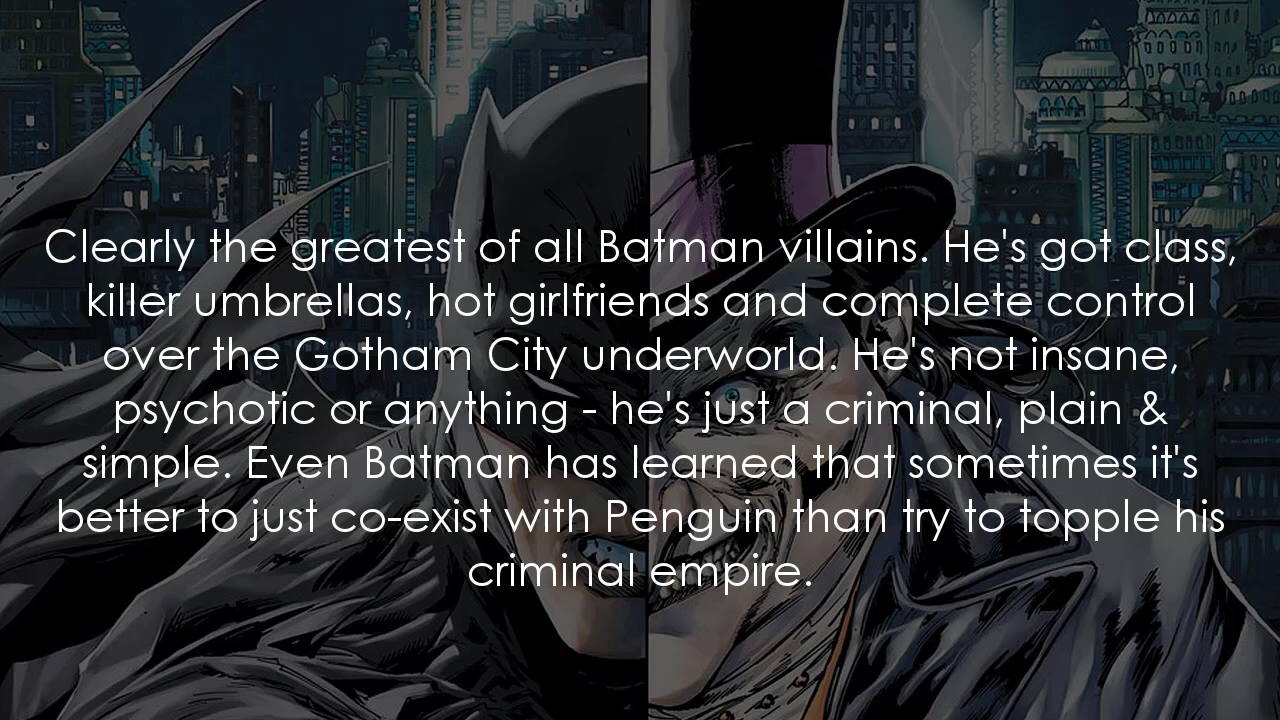 Clearly the greatest of all Batman villains. He's got class,
killer umbrellas, hot girlfriends and complete control
over the Gotham City underworld. He's not insane,
psychotic or anything - he's just a criminal, plain &
simple. Even Batman has learned that sometimes it's
better to just co-exist with Penguin than try to topple his
criminal empire.